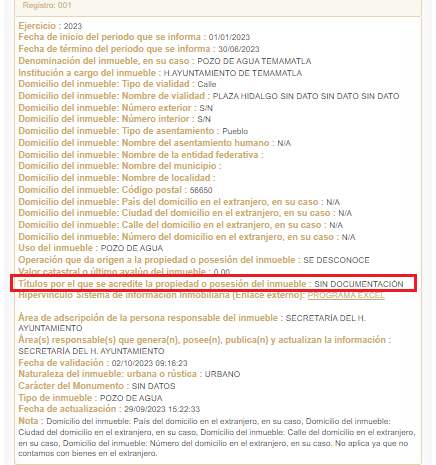 Registro: 001
Ejercicio : 2023
Fecha de inicio del periodo que se informa : 01/01/2023
Fecha de término del periodo que se informa : 30/06/2023
Denominación del inmueble, en su caso : POZO DE AGUA TEMAMATLA
Institución a cargo del inmueble : H.AYUNTAMIENTO DE TEMAMATLA
Domicilio del inmueble: Tipo de vialidad : Calle
Domicilio del inmueble: Nombre de vialidad : PLAZA HIDALGO SIN DATO SIN DATO SIN DATO
Domicilio del inmueble: Número exterior : S/N
Domicilio del inmueble: Número interior : S/N
Domicilio del inmueble: Tipo de asentamiento : Pueblo
Domicilio del inmueble: Nombre del asentamiento humano : N/A
Domicilio del inmueble: Nombre de la entidad federativa :
Domicilio del inmueble: Nombre del municipio :
Domicilio del inmueble: Nombre de localidad :
Domicilio del inmueble: Código postal : 56650
Domicilio del inmueble: País del domicilio en el extranjero, en su caso : N/A
Domicilio del inmueble: Ciudad del domicilio en el extranjero, en su caso : N/A
Domicilio del inmueble: Calle del domicilio en el extranjero, en su caso : N/A
Domicilio del inmueble: Número del domicilio en el extranjero, en su caso : N/A
Uso del inmueble : POZO DE AGUA
Operación que da origen a la propiedad o posesión del inmueble : SE DESCONOCE
Valor catastral o último avalúo del inmueble : 0.00
Títulos por el que se acredite la propiedad o posesión del inmueble : SIN DOCUMENTACIÓN
Hipervínculo Sistema de Información Inmobiliaria (Enlace externo): PROGRAMA EXCEL
Área de adscripción de la persona responsable del inmueble : SECRETARÍA DEL H.
AYUNTAMIENTO
Área(s) responsable(s) que genera(n), posee(n), publica(n) y actualizan la información :
SECRETARÍA DEL H. AYUNTAMIENTO
Fecha de validación : 02/10/2023 09:16:23
Naturaleza del inmueble: urbana o rústica : URBANO
Carácter del Monumento : SIN DATOS
Tipo de inmueble : POZO DE AGUA
Fecha de actualización : 29/09/2023 15:22:33
Nota : Domicilio del inmueble: País del domicilio en el extranjero, en su caso, Domicilio del inmueble:
Ciudad del domicilio en el extranjero, en su caso, Domicilio del inmueble: Calle del domicilio en el extranjero,
en su caso, Domicilio del inmueble: Número del domicilio en el extranjero, en su caso. No aplica ya que no
contamos con bienes en el extranjero.